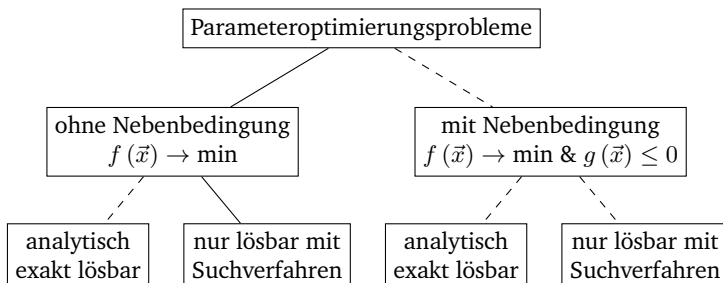 Parameteroptimierungsprobleme
ohne Nebenbedingung
f (x⃗) → min
mit Nebenbedingung
f (x⃗) → min & g (x⃗) ≤ 0
analytisch
exakt lösbar
nur lösbar mit
Suchverfahren
analytisch
exakt lösbar
nur lösbar mit
Suchverfahren